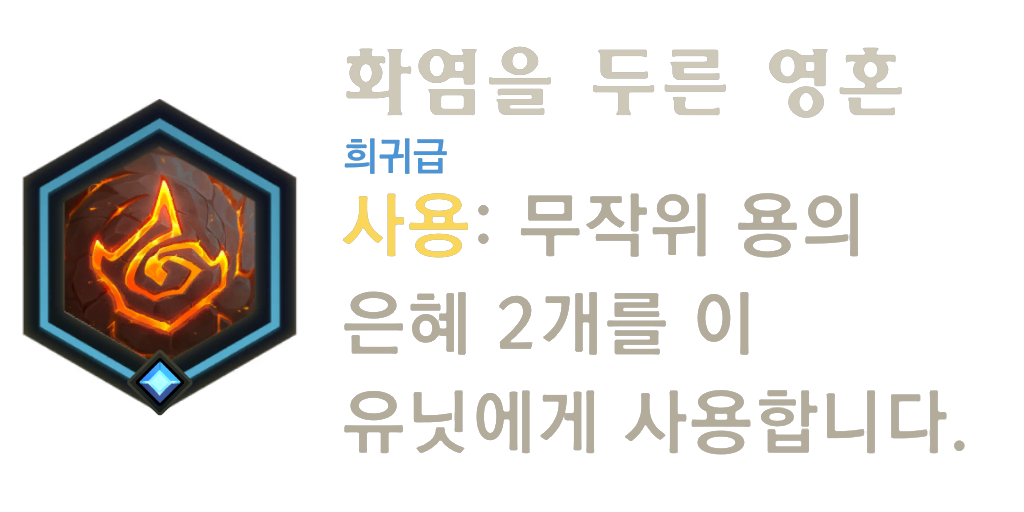 화염을 두른 영혼
희귀급
사용: 무작위 용의
은혜 2개를 이
유닛에게 사용합니다.